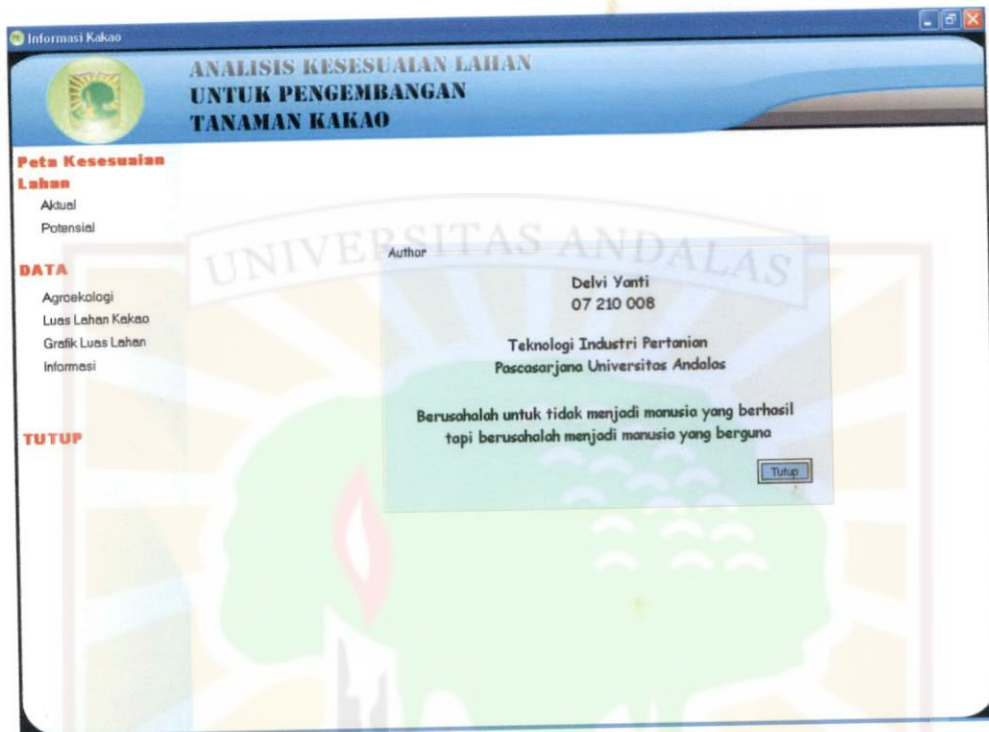 Informasi Kakao
ANALISIS KESESUAIAN LAHAN
UNTUK PENGEMBANGAN
TANAMAN KAKAO
Peta Kesesuaian
Lahan
Aktual
Potensial
DATA
Agroekologi
Luas Lahan Kakao
Grafik Luas Lahan
Informasi
TUTUP
UNIVERSITAS ANDALAS
Author
Delvi Yanti
07 210 008
Teknologi Industri Pertanian
Pascasarjana Universitas Andalas
Berusahalah untuk tidak menjadi manusia yang berhasil
tapi berusahalah menjadi manusia yang berguna
Tutup